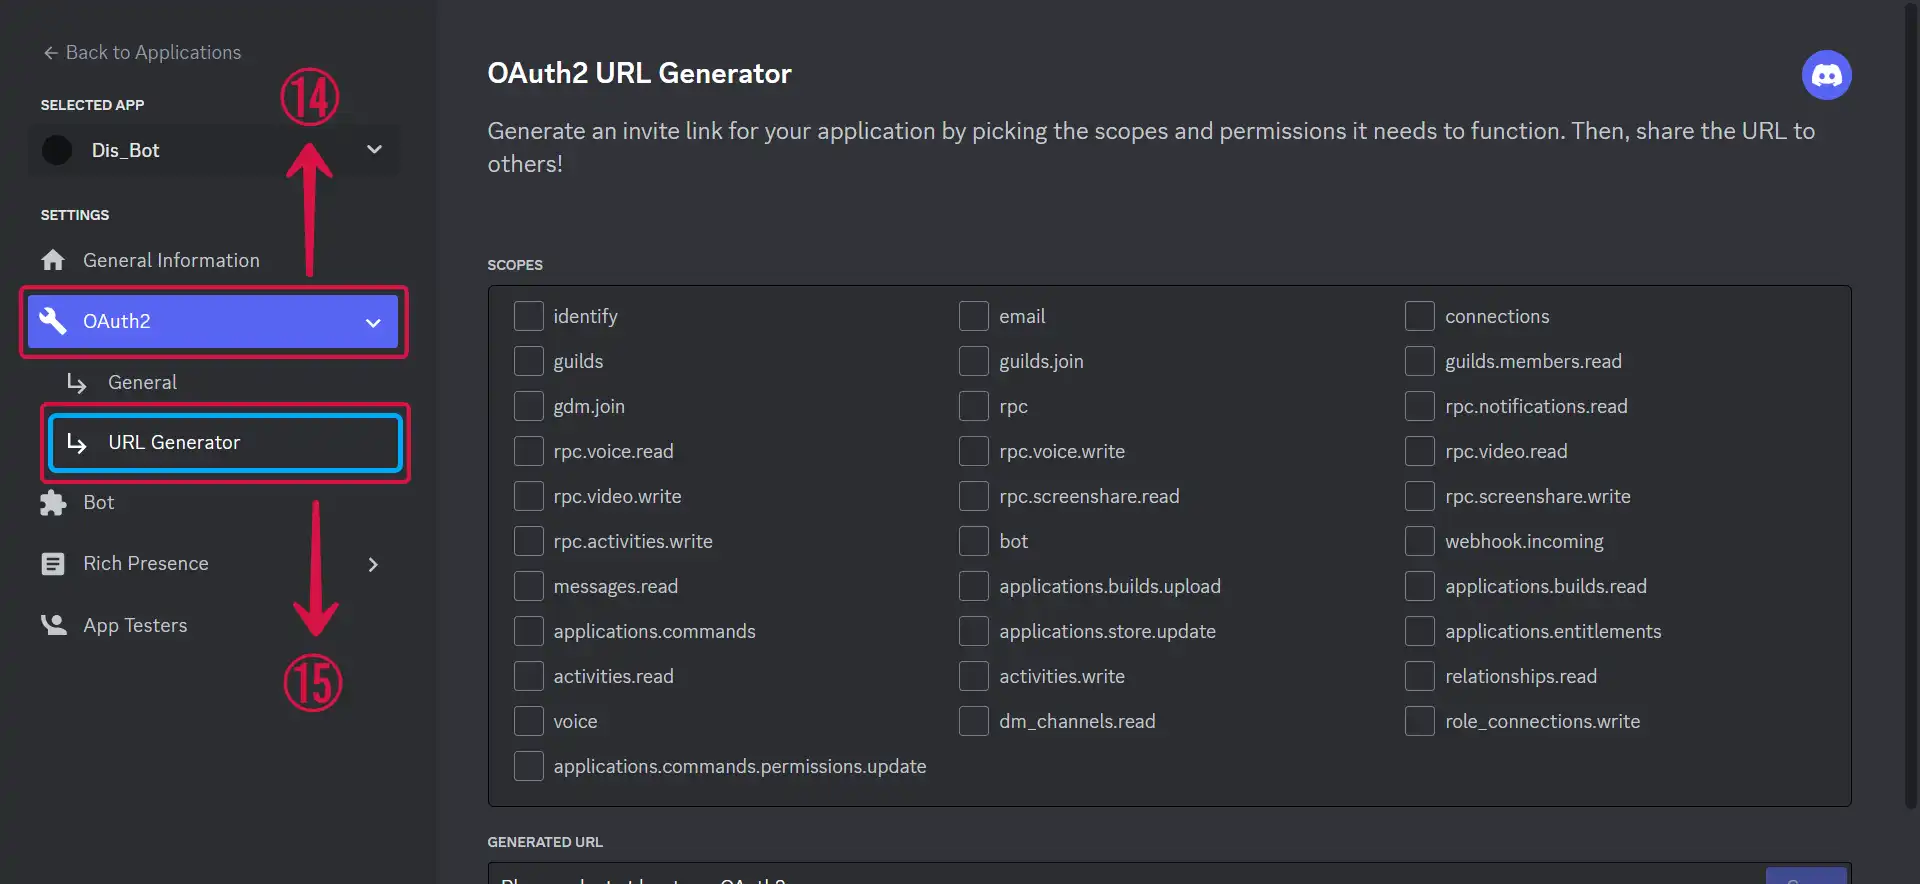 Back to Applications
SELECTED APP
14
Dis_Bot
SETTINGS
General Information
OAuth2
General
URL Generator
Bot
Rich Presence
App Testers
15
OAuth2 URL Generator
Generate an invite link for your application by picking the scopes and permissions it needs to function. Then, share the URL to
others!
SCOPES
identify email connections
guilds guilds.join guilds.members.read
gdm.join rpc rpc.notifications.read
rpc.voice.read rpc.voice.write rpc.video.read
rpc.video.write rpc.screenshare.read rpc.screenshare.write
rpc.activities.write bot webhook.incoming
messages.read applications.builds.upload applications.builds.read
applications.commands applications.store.update applications.entitlements
activities.read activities.write relationships.read
voice dm_channels.read role_connections.write
applications.commands.permissions.update
GENERATED URL